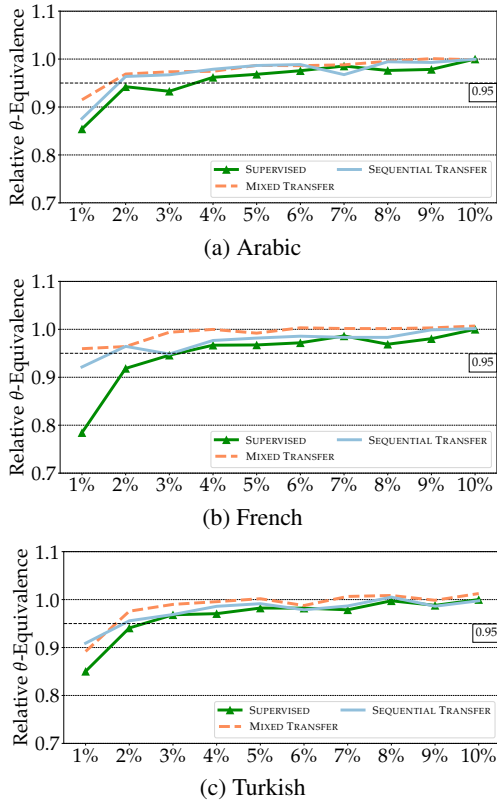 1.1
1.0
0.9
0.8
0.7
Relative θ-Equivalence
0.95
SUPERVISED
MIXED TRANSFER
SEQUENTIAL TRANSFER
1% 2% 3% 4% 5% 6% 7% 8% 9% 10%
(a) Arabic
1.1
1.0
0.9
0.8
0.7
Relative θ-Equivalence
0.95
SUPERVISED
MIXED TRANSFER
SEQUENTIAL TRANSFER
1% 2% 3% 4% 5% 6% 7% 8% 9% 10%
(b) French
1.1
1.0
0.9
0.8
0.7
Relative θ-Equivalence
0.95
SUPERVISED
MIXED TRANSFER
SEQUENTIAL TRANSFER
1% 2% 3% 4% 5% 6% 7% 8% 9% 10%
(c) Turkish